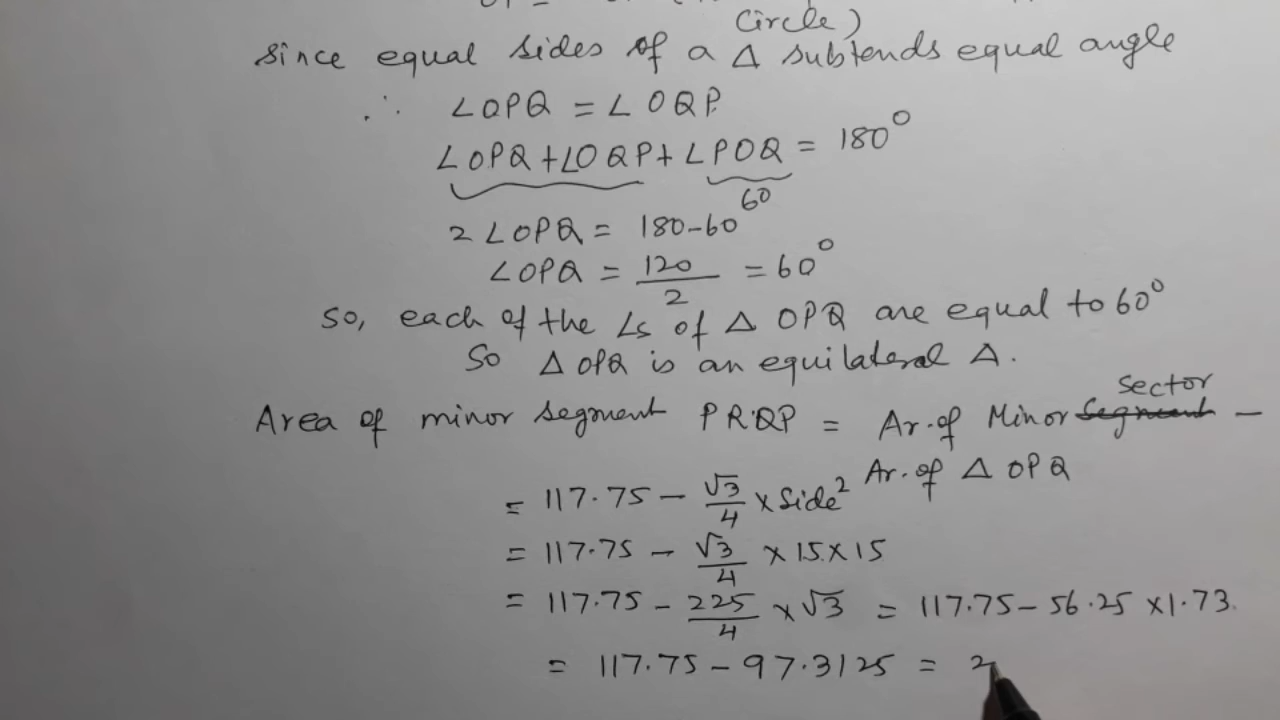 Circle)
Since equal sides of a Δ subtends equal angle
∴ ∠OPQ = ∠OQP
∠OPQ + ∠OQP + ∠POQ = 180°
60
2∠OPQ = 180-60
∠OPQ = 120/2 = 60°
So, each of the ∠s of Δ OPQ are equal to 60°
So Δ OPQ is an equilateral Δ.
Sector
Area of minor segment PRQP = Ar. of Minor Segment -
Ar. of Δ OPQ
= 117.75 - √3/4 × Side²
= 117.75 - √3/4 × 15×15
= 117.75 - 225/4 × √3 = 117.75 - 56.25 × 1.73
= 117.75 - 97.3125 = 2